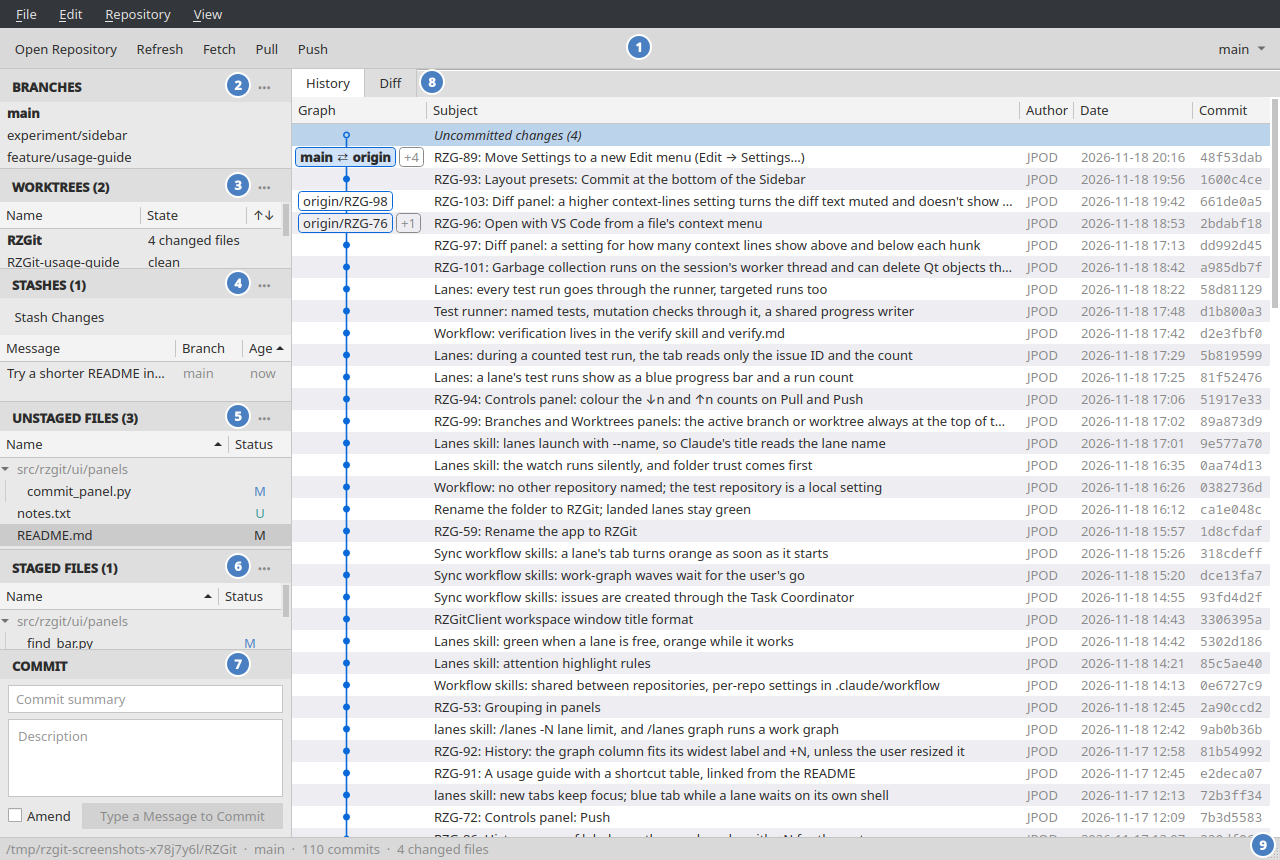 File Edit Repository View
Open Repository Refresh Fetch Pull Push 1 main
BRANCHES 2 ···
main
experiment/sidebar
feature/usage-guide
WORKTREES (2) 3 ···
Name State ↑↓
RZGit 4 changed files
RZGit-usage-guide clean
STASHES (1) 4 ···
Stash Changes
Message Branch Age
Try a shorter README in... main now
UNSTAGED FILES (3) 5 ···
Name Status
src/rzgit/ui/panels
commit_panel.py M
notes.txt U
README.md M
STAGED FILES (1) 6 ···
Name Status
src/rzgit/ui/panels
find_bar.py M
COMMIT 7
Commit summary
Description
Amend Type a Message to Commit
History Diff 8
Graph Subject Author Date Commit
Uncommitted changes (4)
main ⇄ origin +4 RZG-89: Move Settings to a new Edit menu (Edit → Settings...) JPOD 2026-11-18 20:16 48f53dab
RZG-93: Layout presets: Commit at the bottom of the Sidebar JPOD 2026-11-18 19:56 1600c4ce
origin/RZG-98 RZG-103: Diff panel: a higher context-lines setting turns the diff text muted and doesn't show ... JPOD 2026-11-18 19:42 661de0a5
origin/RZG-76 +1 RZG-96: Open with VS Code from a file's context menu JPOD 2026-11-18 18:53 2bdabf18
RZG-97: Diff panel: a setting for how many context lines show above and below each hunk JPOD 2026-11-18 17:13 dd992d45
RZG-101: Garbage collection runs on the session's worker thread and can delete Qt objects th... JPOD 2026-11-18 18:42 a985db7f
Lanes: every test run goes through the runner, targeted runs too JPOD 2026-11-18 18:22 58d81129
Test runner: named tests, mutation checks through it, a shared progress writer JPOD 2026-11-18 17:48 d1b800a3
Workflow: verification lives in the verify skill and verify.md JPOD 2026-11-18 17:42 d2e3fbf0
Lanes: during a counted test run, the tab reads only the issue ID and the count JPOD 2026-11-18 17:29 5b819599
Lanes: a lane's test runs show as a blue progress bar and a run count JPOD 2026-11-18 17:25 81f52476
RZG-94: Controls panel: colour the ↓n and ↑n counts on Pull and Push JPOD 2026-11-18 17:06 51917e33
RZG-99: Branches and Worktrees panels: the active branch or worktree always at the top of t... JPOD 2026-11-18 17:02 89a873d9
Lanes skill: lanes launch with --name, so Claude's title reads the lane name JPOD 2026-11-18 17:01 9e577a70
Lanes skill: the watch runs silently, and folder trust comes first JPOD 2026-11-18 16:35 0aa74d13
Workflow: no other repository named; the test repository is a local setting JPOD 2026-11-18 16:26 0382736d
Rename the folder to RZGit; landed lanes stay green JPOD 2026-11-18 16:12 ca1e048c
RZG-59: Rename the app to RZGit JPOD 2026-11-18 15:57 1d8cfdaf
Sync workflow skills: a lane's tab turns orange as soon as it starts JPOD 2026-11-18 15:26 318cdeff
Sync workflow skills: work-graph waves wait for the user's go JPOD 2026-11-18 15:20 dce13fa7
Sync workflow skills: issues are created through the Task Coordinator JPOD 2026-11-18 14:55 93fd4d2f
RZGitClient workspace window title format JPOD 2026-11-18 14:43 3306395a
Lanes skill: green when a lane is free, orange while it works JPOD 2026-11-18 14:42 5302d186
Lanes skill: attention highlight rules JPOD 2026-11-18 14:21 85c5ae40
Workflow skills: shared between repositories, per-repo settings in .claude/workflow JPOD 2026-11-18 14:13 0e6727c9
RZG-53: Grouping in panels JPOD 2026-11-18 12:45 2a90ccd2
lanes skill: /lanes -N lane limit, and /lanes graph runs a work graph JPOD 2026-11-18 12:42 9ab0b36b
RZG-92: History: the graph column fits its widest label and +N, unless the user resized it JPOD 2026-11-17 12:58 81b54992
RZG-91: A usage guide with a shortcut table, linked from the README JPOD 2026-11-17 12:45 e2deca07
lanes skill: new tabs keep focus; blue tab while a lane waits on its own shell JPOD 2026-11-17 12:13 72b3ff34
RZG-72: Controls panel: Push JPOD 2026-11-17 12:09 7b3d5583
/tmp/rzgit-screenshots-x78j7y6l/RZGit · main · 110 commits · 4 changed files 9